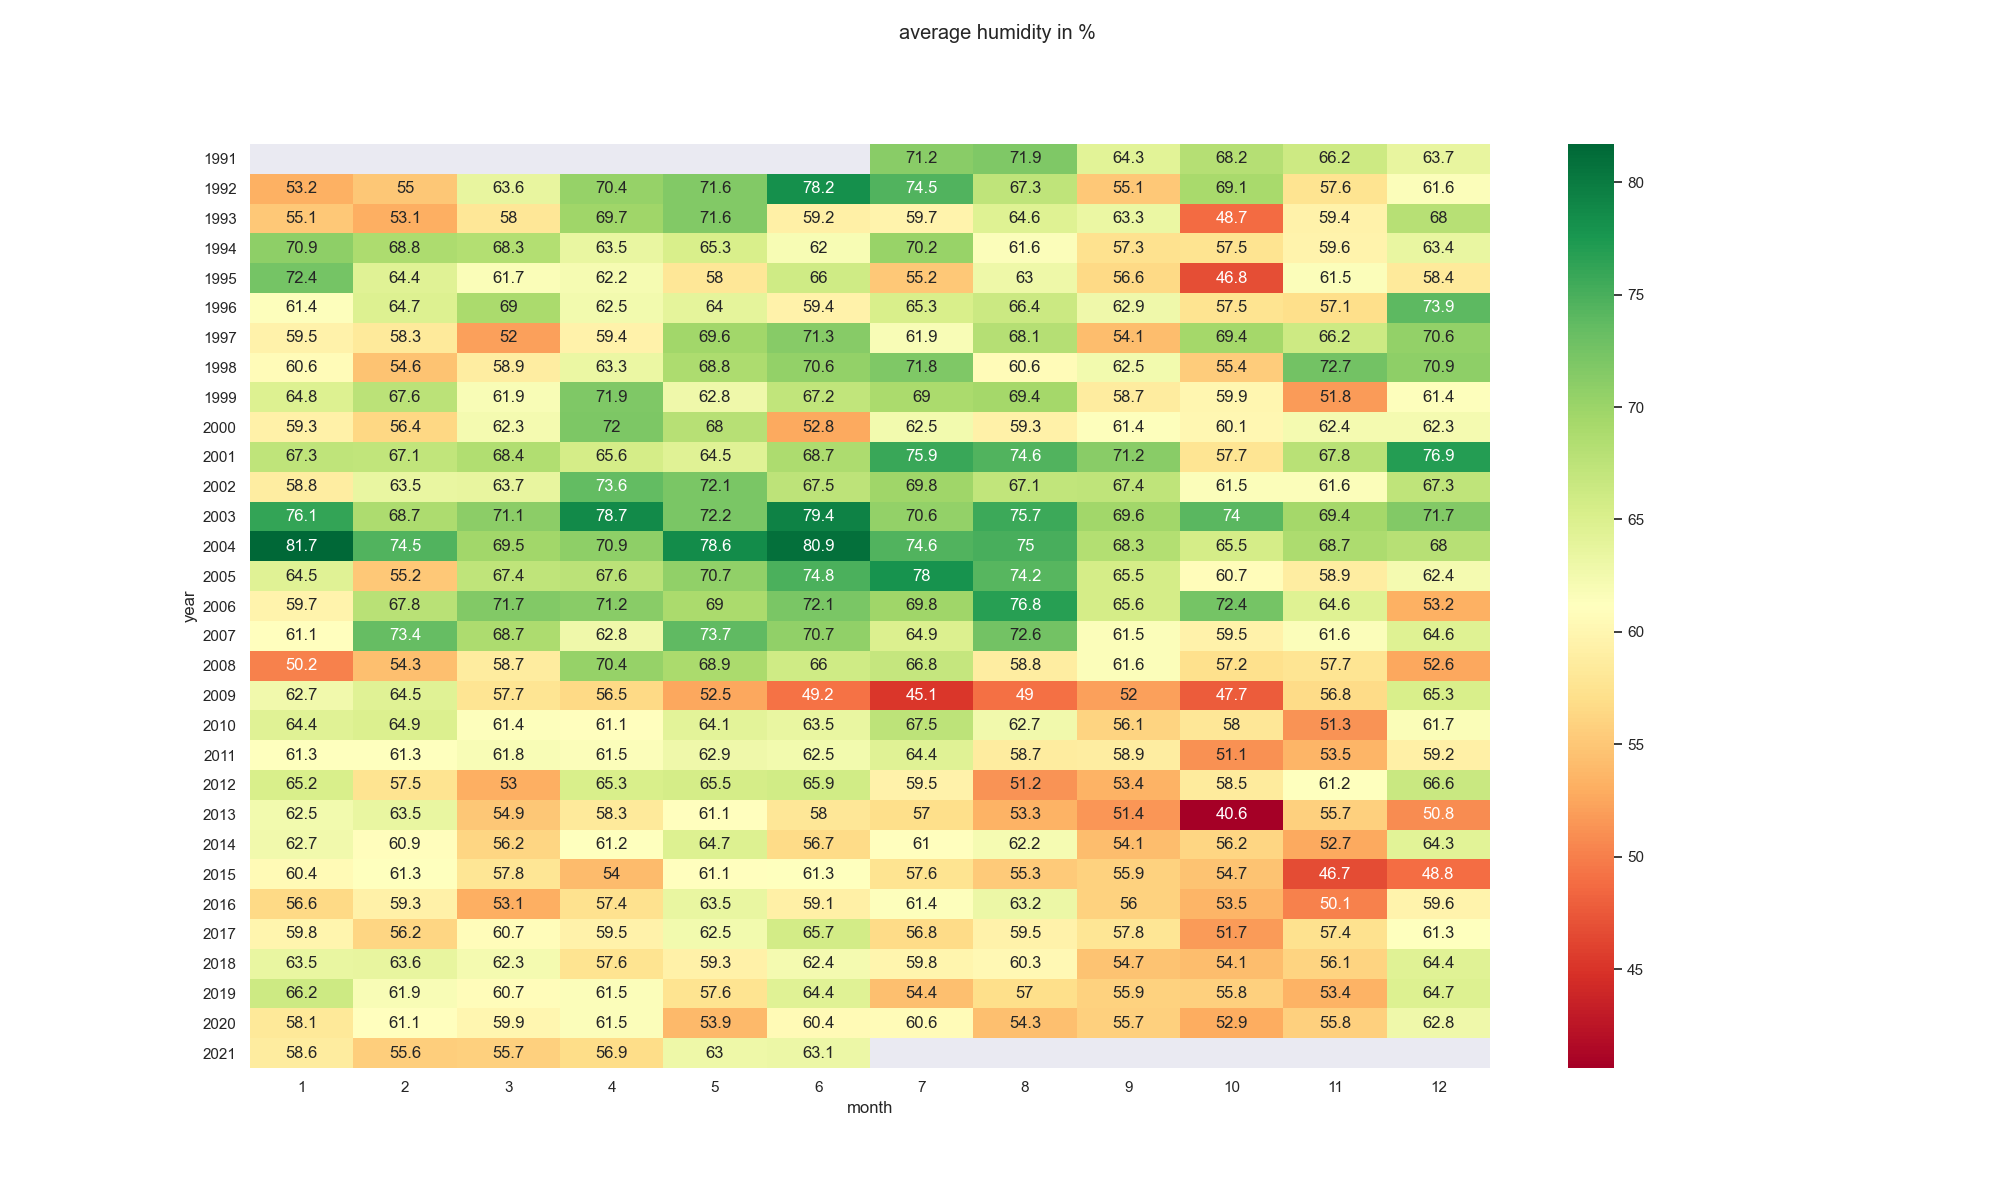 average humidity in %
1991 71.2 71.9 64.3 68.2 66.2 63.7
1992 53.2 55 63.6 70.4 71.6 78.2 74.5 67.3 55.1 69.1 57.6 61.6
1993 55.1 53.1 58 69.7 71.6 59.2 59.7 64.6 63.3 48.7 59.4 68
1994 70.9 68.8 68.3 63.5 65.3 62 70.2 61.6 57.3 57.5 59.6 63.4
1995 72.4 64.4 61.7 62.2 58 66 55.2 63 56.6 46.8 61.5 58.4
1996 61.4 64.7 69 62.5 64 59.4 65.3 66.4 62.9 57.5 57.1 73.9
1997 59.5 58.3 52 59.4 69.6 71.3 61.9 68.1 54.1 69.4 66.2 70.6
1998 60.6 54.6 58.9 63.3 68.8 70.6 71.8 60.6 62.5 55.4 72.7 70.9
1999 64.8 67.6 61.9 71.9 62.8 67.2 69 69.4 58.7 59.9 51.8 61.4
2000 59.3 56.4 62.3 72 68 52.8 62.5 59.3 61.4 60.1 62.4 62.3
2001 67.3 67.1 68.4 65.6 64.5 68.7 75.9 74.6 71.2 57.7 67.8 76.9
2002 58.8 63.5 63.7 73.6 72.1 67.5 69.8 67.1 67.4 61.5 61.6 67.3
2003 76.1 68.7 71.1 78.7 72.2 79.4 70.6 75.7 69.6 74 69.4 71.7
2004 81.7 74.5 69.5 70.9 78.6 80.9 74.6 75 68.3 65.5 68.7 68
2005 64.5 55.2 67.4 67.6 70.7 74.8 78 74.2 65.5 60.7 58.9 62.4
2006 59.7 67.8 71.7 71.2 69 72.1 69.8 76.8 65.6 72.4 64.6 53.2
2007 61.1 73.4 68.7 62.8 73.7 70.7 64.9 72.6 61.5 59.5 61.6 64.6
2008 50.2 54.3 58.7 70.4 68.9 66 66.8 58.8 61.6 57.2 57.7 52.6
2009 62.7 64.5 57.7 56.5 52.5 49.2 45.1 49 52 47.7 56.8 65.3
2010 64.4 64.9 61.4 61.1 64.1 63.5 67.5 62.7 56.1 58 51.3 61.7
2011 61.3 61.3 61.8 61.5 62.9 62.5 64.4 58.7 58.9 51.1 53.5 59.2
2012 65.2 57.5 53 65.3 65.5 65.9 59.5 51.2 53.4 58.5 61.2 66.6
2013 62.5 63.5 54.9 58.3 61.1 58 57 53.3 51.4 40.6 55.7 50.8
2014 62.7 60.9 56.2 61.2 64.7 56.7 61 62.2 54.1 56.2 52.7 64.3
2015 60.4 61.3 57.8 54 61.1 61.3 57.6 55.3 55.9 54.7 46.7 48.8
2016 56.6 59.3 53.1 57.4 63.5 59.1 61.4 63.2 56 53.5 50.1 59.6
2017 59.8 56.2 60.7 59.5 62.5 65.7 56.8 59.5 57.8 51.7 57.4 61.3
2018 63.5 63.6 62.3 57.6 59.3 62.4 59.8 60.3 54.7 54.1 56.1 64.4
2019 66.2 61.9 60.7 61.5 57.6 64.4 54.4 57 55.9 55.8 53.4 64.7
2020 58.1 61.1 59.9 61.5 53.9 60.4 60.6 54.3 55.7 52.9 55.8 62.8
2021 58.6 55.6 55.7 56.9 63 63.1
1 2 3 4 5 6 7 8 9 10 11 12
month
year
80
75
70
65
60
55
50
45